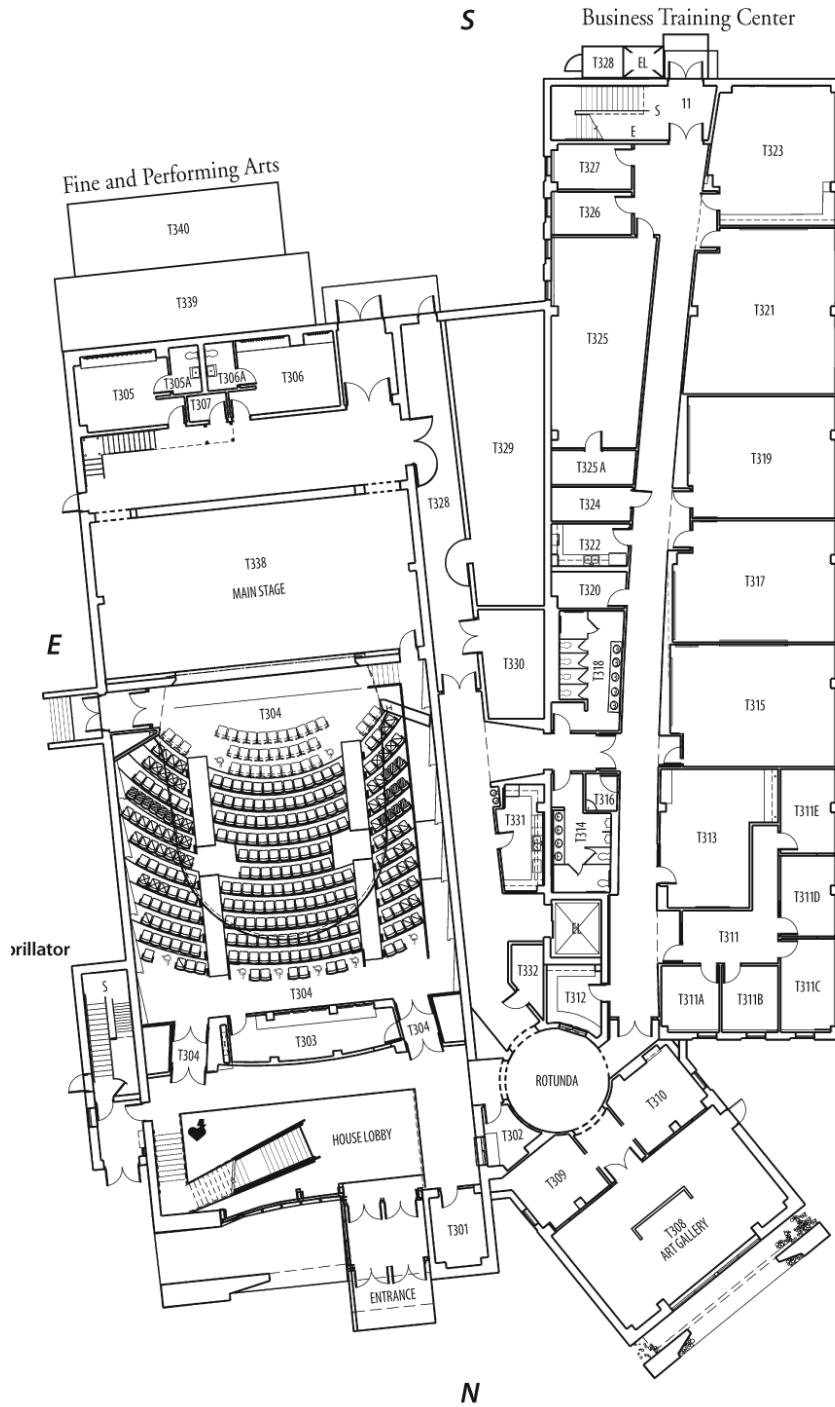 S
Business Training Center
T328
EL
11
S
E
T323
T327
Fine and Performing Arts
T326
T340
T339
T321
T325
T305
T305A
T306A
T306
T307
T329
T319
T325 A
T328
T324
T322
T338
MAIN STAGE
T317
T320
E
T330
T318
T315
T304
T316
T331
T314
T313
T311E
T311D
EL
T311
orillator
S
T332
T312
T311A
T311B
T311C
T304
T304
T303
T304
ROTUNDA
T310
HOUSE LOBBY
T302
T309
T301
T308
ART GALLERY
ENTRANCE
N